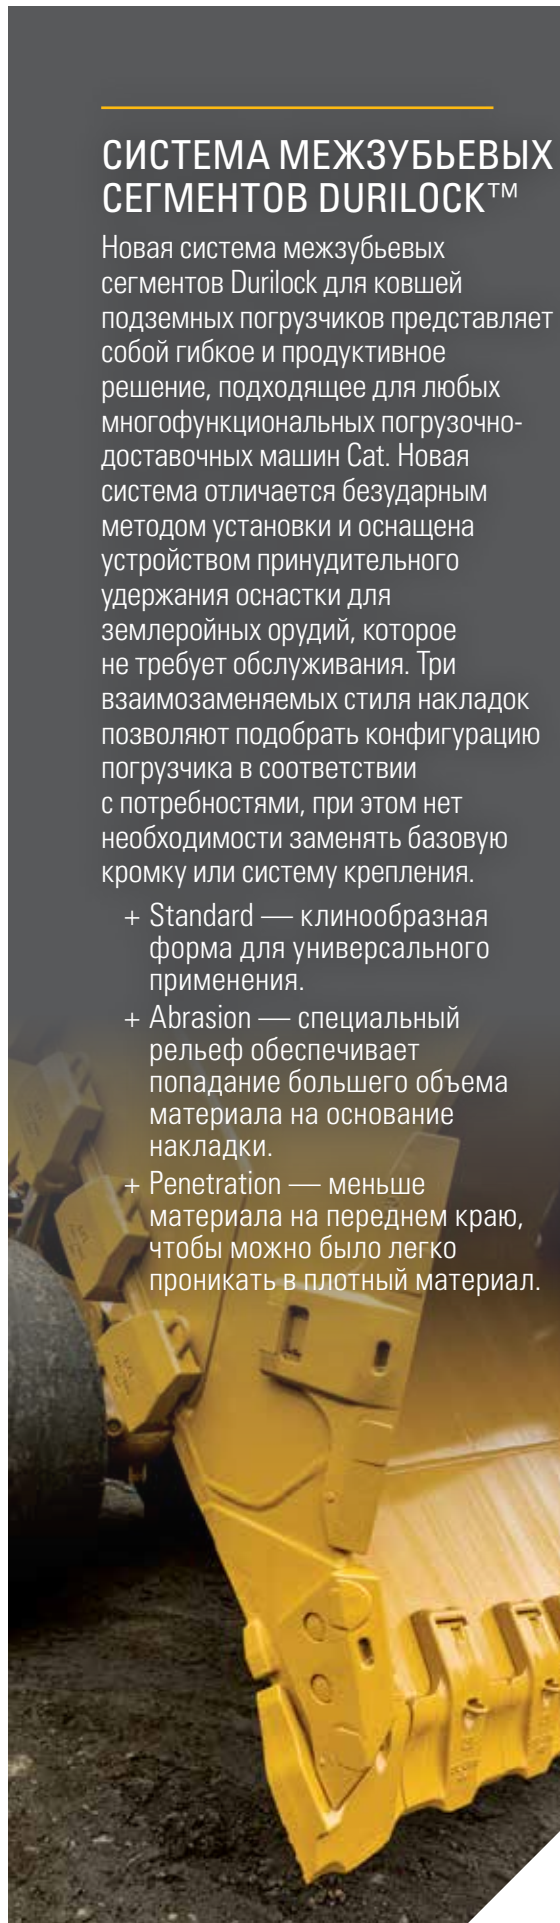 СИСТЕМА МЕЖЗУБЬЕВЫХ
СЕГМЕНТОВ DURILOCK™
Новая система межзубьевых
сегментов Durilock для ковшей
подземных погрузчиков представляет
собой гибкое и продуктивное
решение, подходящее для любых
многофункциональных погрузочно-
доставочных машин Cat. Новая
система отличается безударным
методом установки и оснащена
устройством принудительного
удержания оснастки для
землеройных орудий, которое
не требует обслуживания. Три
взаимозаменяемых стиля накладок
позволяют подобрать конфигурацию
погрузчика в соответствии
с потребностями, при этом нет
необходимости заменять базовую
кромку или систему крепления.
+ Standard — клинообразная
форма для универсального
применения.
+ Abrasion — специальный
рельеф обеспечивает
попадание большего объема
материала на основание
накладки.
+ Penetration — меньше
материала на переднем краю,
чтобы можно было легко
проникать в плотный материал.